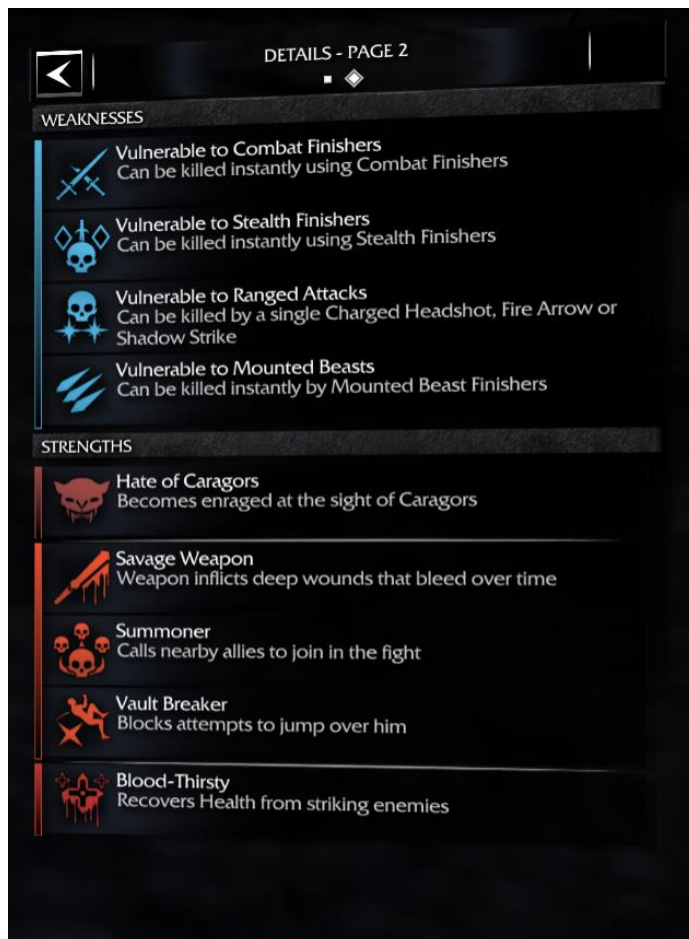 DETAILS - PAGE 2
WEAKNESSES
Vulnerable to Combat Finishers
Can be killed instantly using Combat Finishers
Vulnerable to Stealth Finishers
Can be killed instantly using Stealth Finishers
Vulnerable to Ranged Attacks
Can be killed by a single Charged Headshot, Fire Arrow or
Shadow Strike
Vulnerable to Mounted Beasts
Can be killed instantly by Mounted Beast Finishers
STRENGTHS
Hate of Caragors
Becomes enraged at the sight of Caragors
Savage Weapon
Weapon inflicts deep wounds that bleed over time
Summoner
Calls nearby allies to join in the fight
Vault Breaker
Blocks attempts to jump over him
Blood-Thirsty
Recovers Health from striking enemies